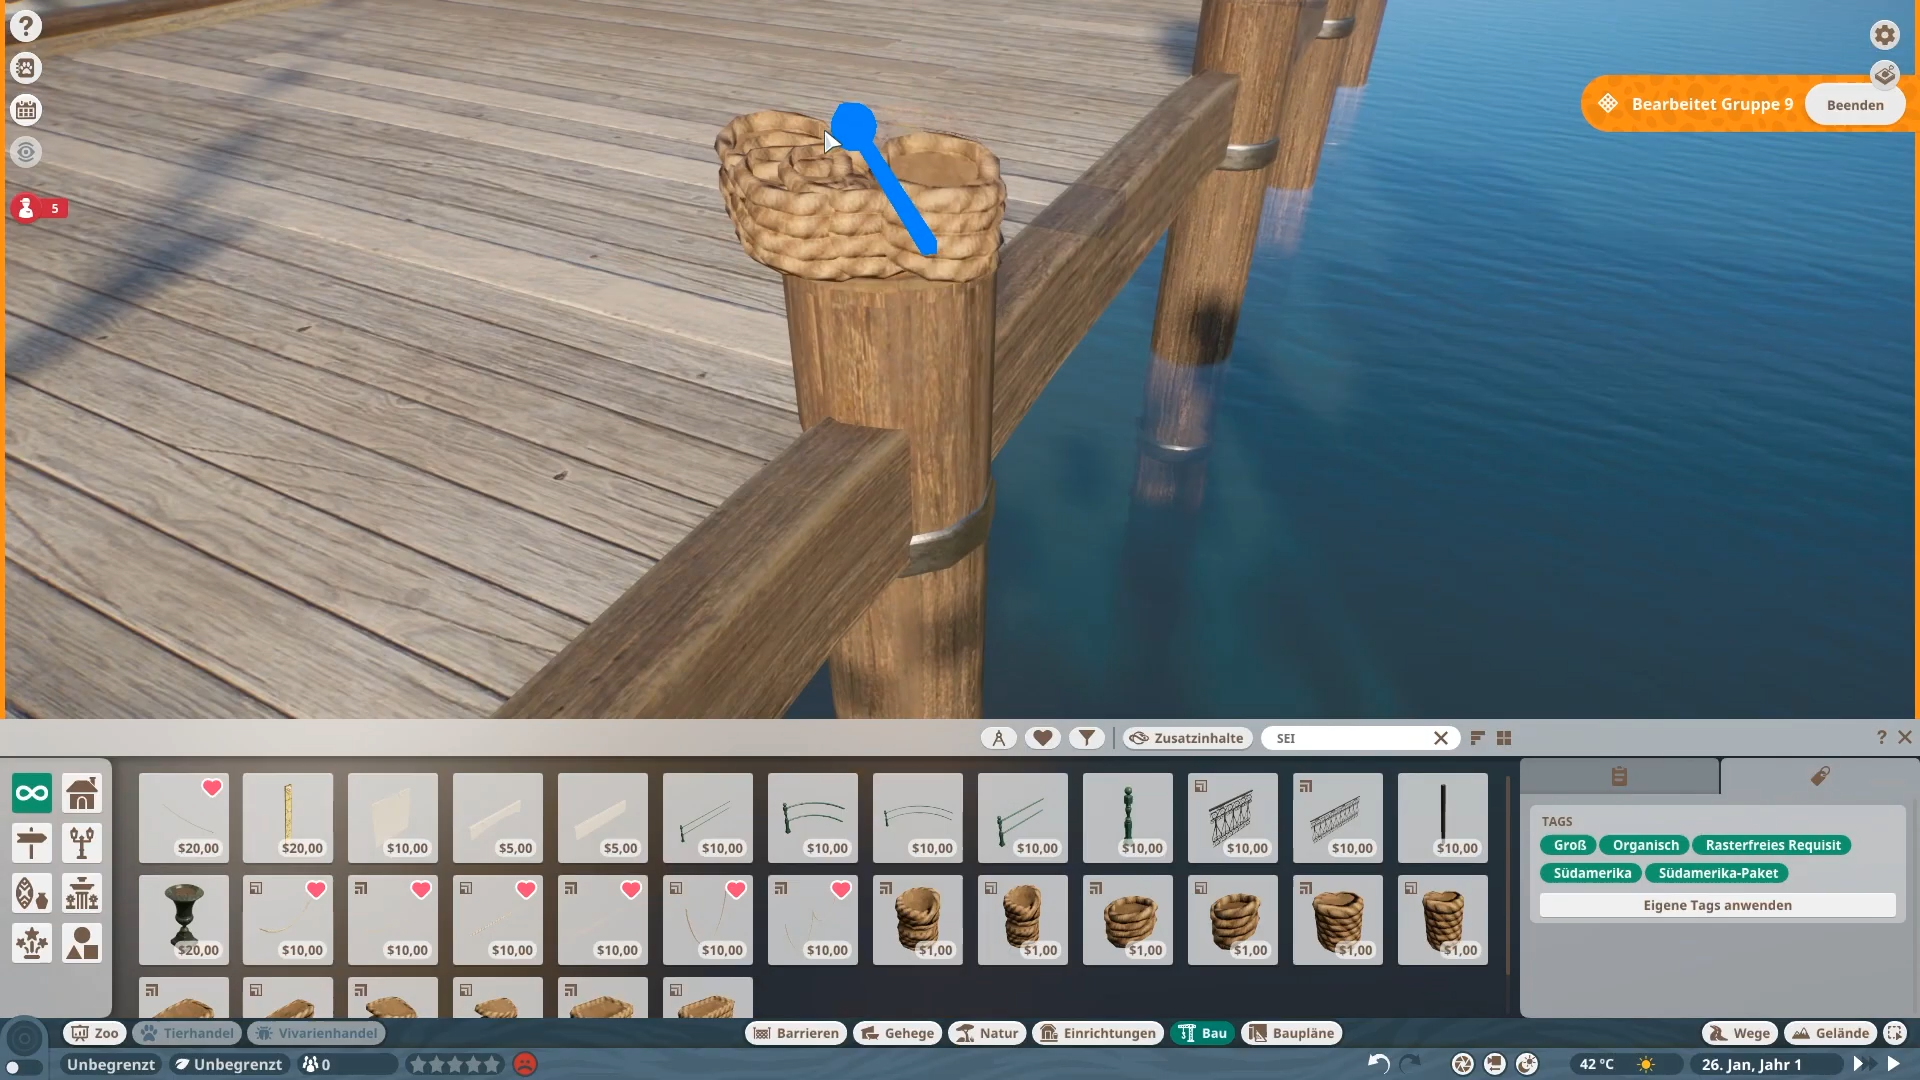 ?
Bearbeitet Gruppe 9
Beenden
5
Zusatzinhalte
SEI
?
$20,00
$20,00
$10,00
$5,00
$5,00
$10,00
$10,00
$10,00
$10,00
$10,00
$10,00
$10,00
$10,00
$20,00
$10,00
$10,00
$10,00
$10,00
$10,00
$10,00
$1,00
$1,00
$1,00
$1,00
$1,00
$1,00
TAGS
Groß
Organisch
Rasterfreies Requisit
Südamerika
Südamerika-Paket
Eigene Tags anwenden
Zoo
Tierhandel
Vivarienhandel
Barrieren
Gehege
Natur
Einrichtungen
Bau
Baupläne
Wege
Gelände
Unbegrenzt
Unbegrenzt
0
42 °C
26. Jan, Jahr 1